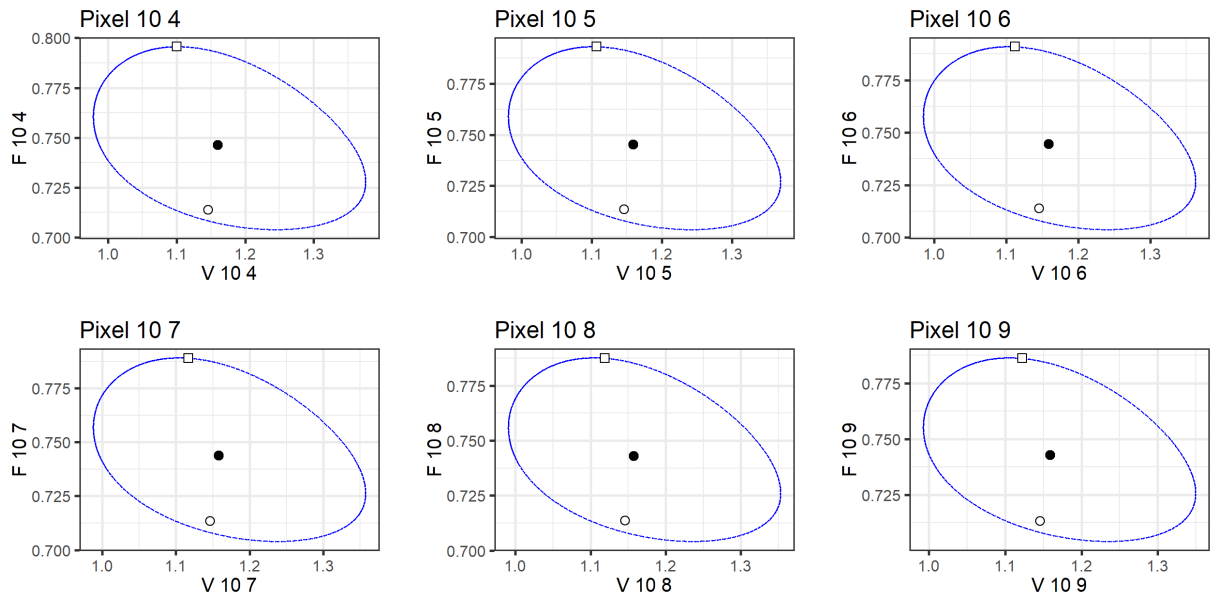 Pixel 10 4
Pixel 10 5
Pixel 10 6
0.800
0.775
0.750
0.725
0.700
F 10 4
1.0 1.1 1.2 1.3
V 10 4
0.775
0.750
0.725
0.700
F 10 5
1.0 1.1 1.2 1.3
V 10 5
0.775
0.750
0.725
0.700
F 10 6
1.0 1.1 1.2 1.3
V 10 6
Pixel 10 7
Pixel 10 8
Pixel 10 9
0.775
0.750
0.725
0.700
F 10 7
1.0 1.1 1.2 1.3
V 10 7
0.775
0.750
0.725
0.700
F 10 8
1.0 1.1 1.2 1.3
V 10 8
0.775
0.750
0.725
F 10 9
1.0 1.1 1.2 1.3
V 10 9